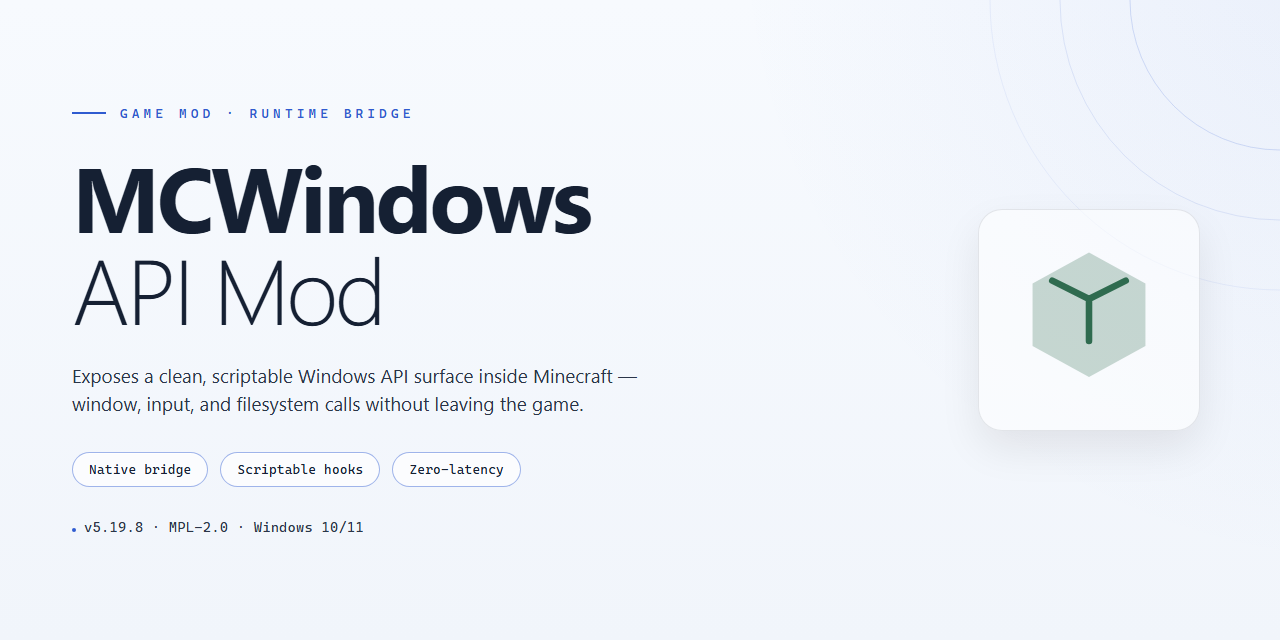 GAME MOD · RUNTIME BRIDGE
MCWindows
API Mod
Exposes a clean, scriptable Windows API surface inside Minecraft —
window, input, and filesystem calls without leaving the game.
Native bridge
Scriptable hooks
Zero-latency
v5.19.8 · MPL-2.0 · Windows 10/11